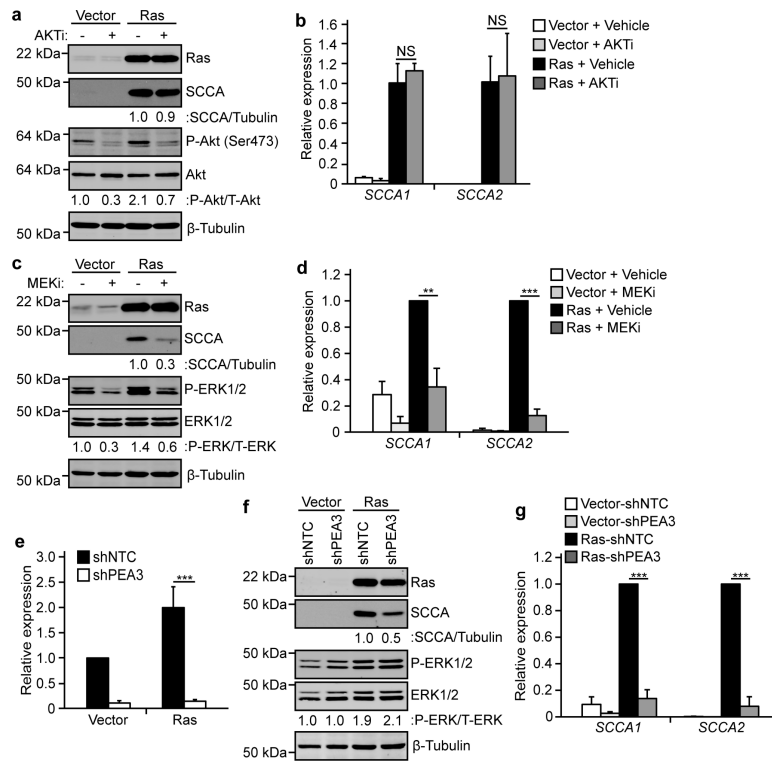 a
Vector Ras
AKTi: - + - +
22 kDa Ras
50 kDa SCCA
1.0 0.9 :SCCA/Tubulin
64 kDa P-Akt (Ser473)
64 kDa Akt
1.0 0.3 2.1 0.7 :P-Akt/T-Akt
50 kDa β-Tubulin
b
Relative expression
1.6
1.4
1.2
1.0
0.8
0.6
0.4
0.2
0
NS NS
SCCA1 SCCA2
Vector + Vehicle
Vector + AKTi
Ras + Vehicle
Ras + AKTi
c
Vector Ras
MEKi: - + - +
22 kDa Ras
50 kDa SCCA
1.0 0.3 :SCCA/Tubulin
50 kDa P-ERK1/2
50 kDa ERK1/2
1.0 0.3 1.4 0.6 :P-ERK/T-ERK
50 kDa β-Tubulin
d
Relative expression
1.2
1.0
0.8
0.6
0.4
0.2
0
** ***
SCCA1 SCCA2
Vector + Vehicle
Vector + MEKi
Ras + Vehicle
Ras + MEKi
e
shNTC
shPEA3
Relative expression
3.0
2.5
2.0
1.5
1.0
0.5
0
***
Vector Ras
f
Vector Ras
shNTC shPEA3 shNTC shPEA3
22 kDa Ras
50 kDa SCCA
1.0 0.5 :SCCA/Tubulin
50 kDa P-ERK1/2
50 kDa ERK1/2
1.0 1.0 1.9 2.1 :P-ERK/T-ERK
50 kDa β-Tubulin
g
Vector-shNTC
Vector-shPEA3
Ras-shNTC
Ras-shPEA3
Relative expression
1.2
1.0
0.8
0.6
0.4
0.2
0
*** ***
SCCA1 SCCA2